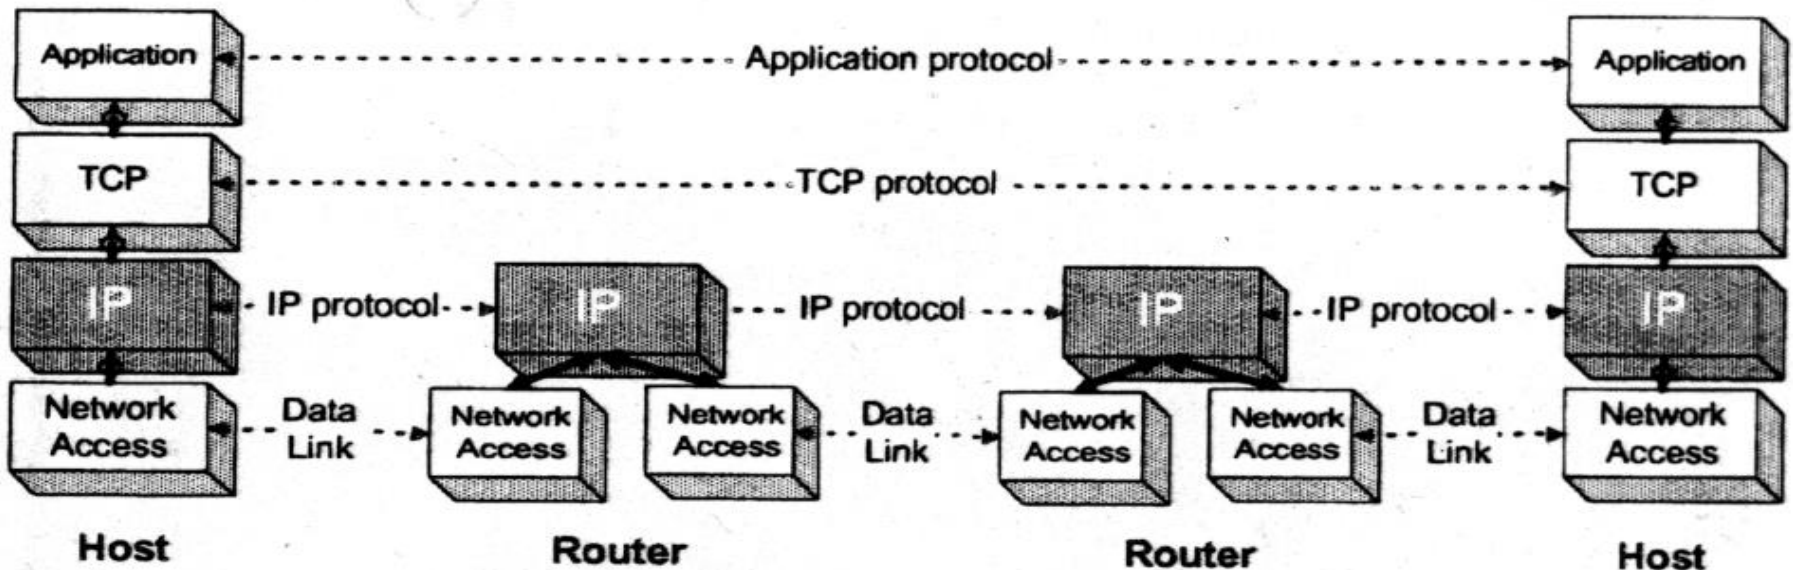 Application
Application protocol
Application
TCP
TCP protocol
TCP
IP
IP protocol
IP
IP protocol
IP
IP protocol
IP
Network
Access
Data
Link
Network
Access
Network
Access
Data
Link
Network
Access
Network
Access
Data
Link
Network
Access
Host
Router
Router
Host